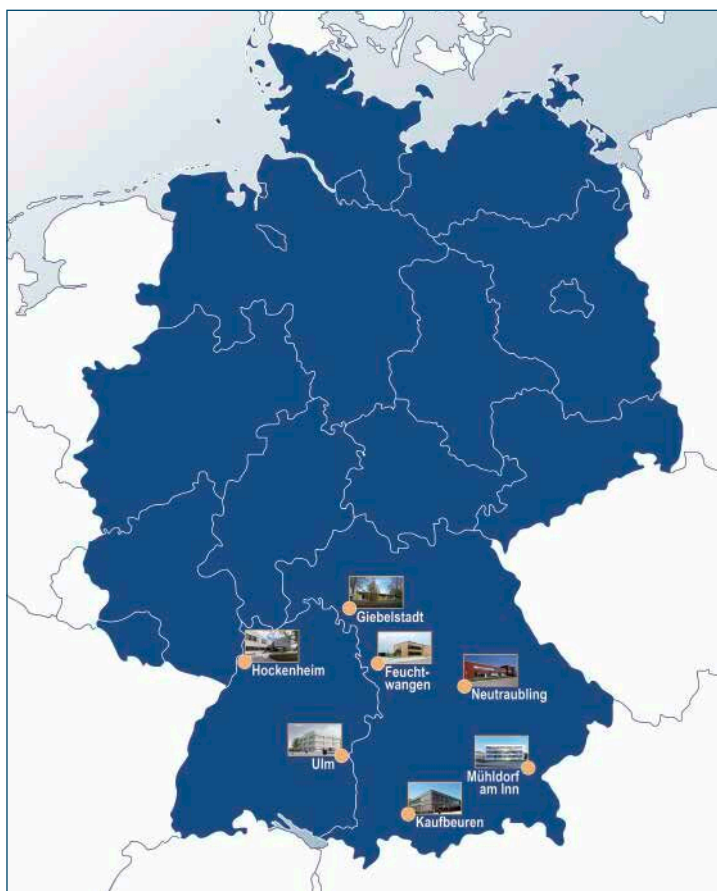 Giebelstadt
Hockenheim
Feucht-
wangen
Neutraubling
Ulm
Mühldorf
am Inn
Kaufbeuren